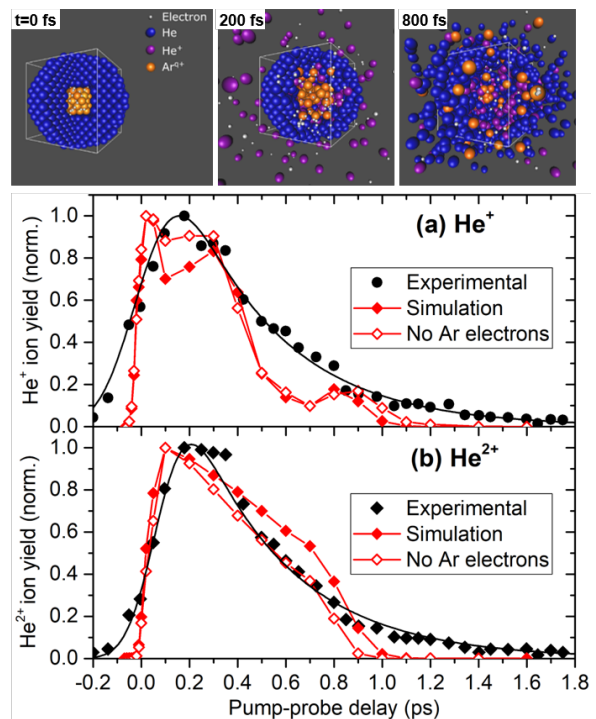 t=0 fs
Electron
He
He+
Arq+
200 fs
800 fs
(a) He+
Experimental
Simulation
No Ar electrons
He+ ion yield (norm.)
1.0
0.8
0.6
0.4
0.2
0.0
(b) He2+
Experimental
Simulation
No Ar electrons
He2+ ion yield (norm.)
1.0
0.8
0.6
0.4
0.2
0.0
-0.2 0.0 0.2 0.4 0.6 0.8 1.0 1.2 1.4 1.6 1.8
Pump-probe delay (ps)